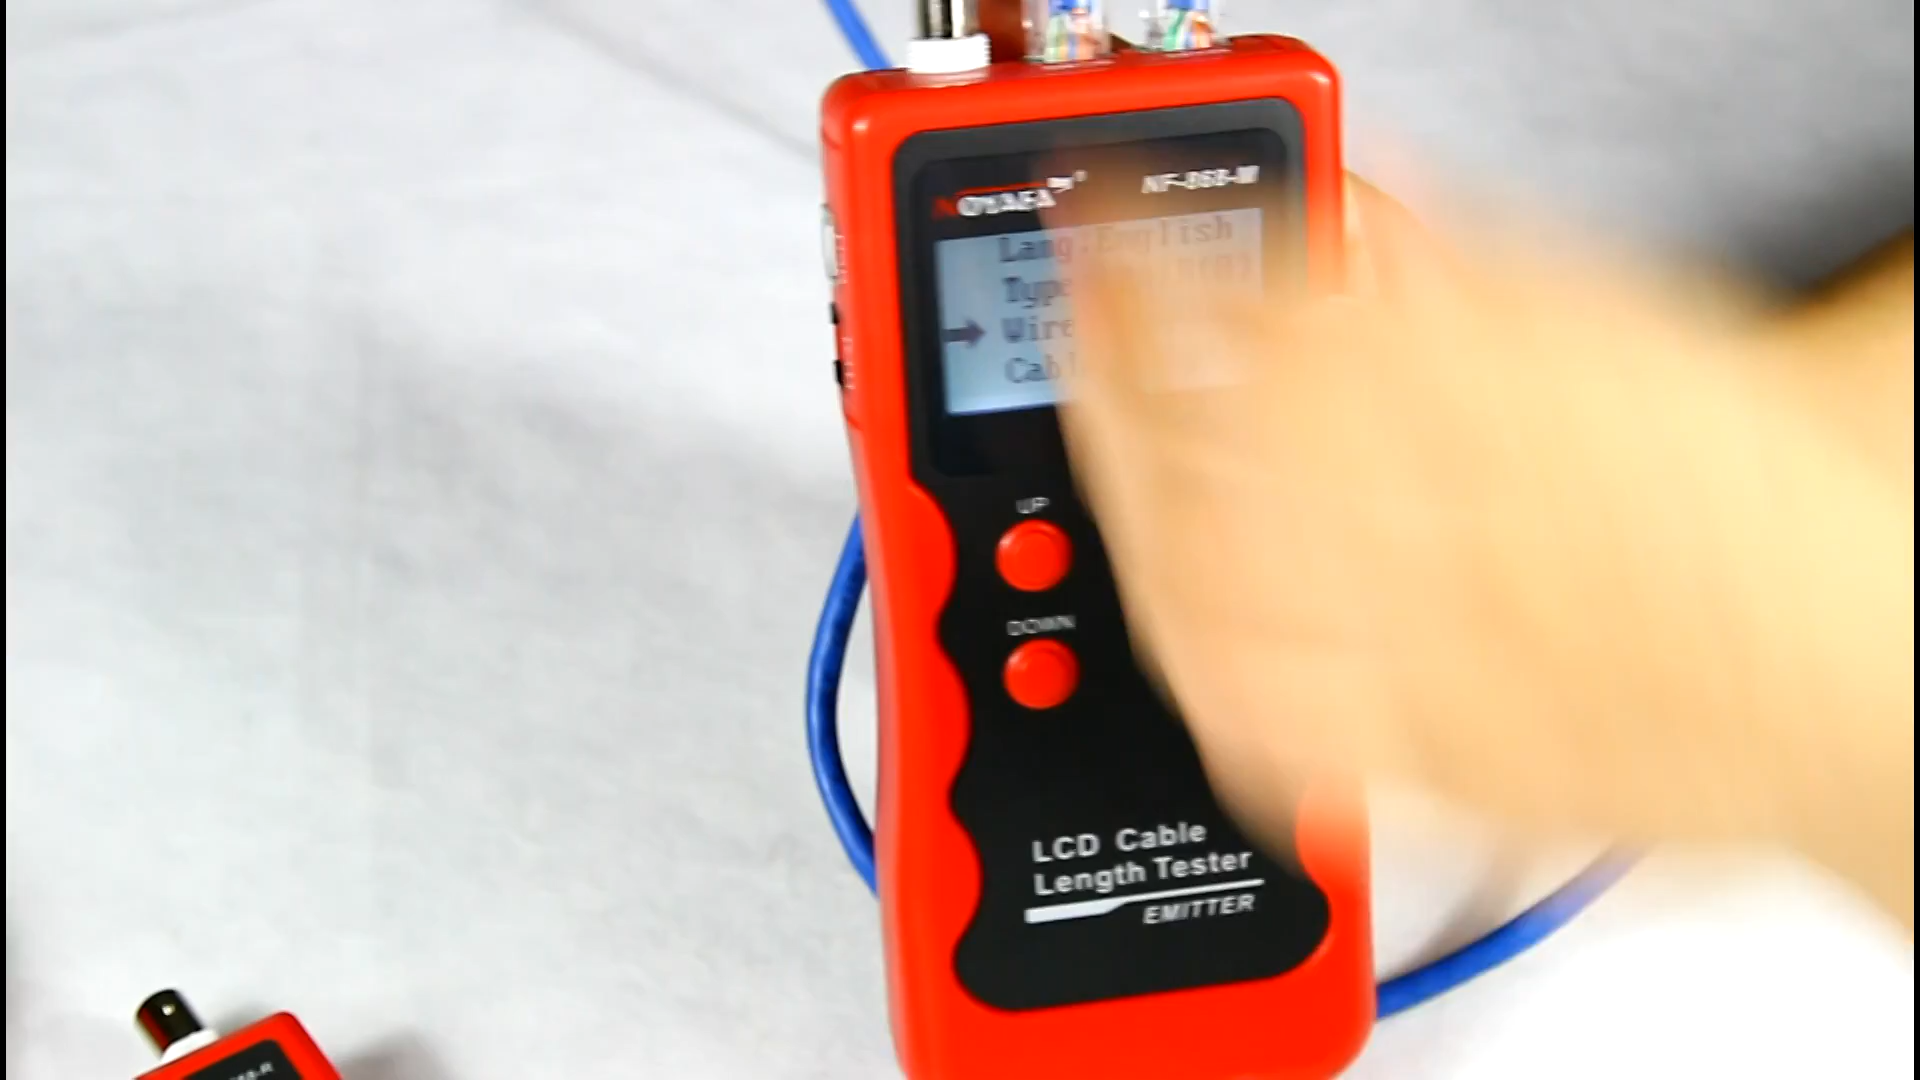 NOYAFA
NF-868-M
Lang:English
Type
Wire
Cab
UP
DOWN
LCD Cable
Length Tester
EMITTER